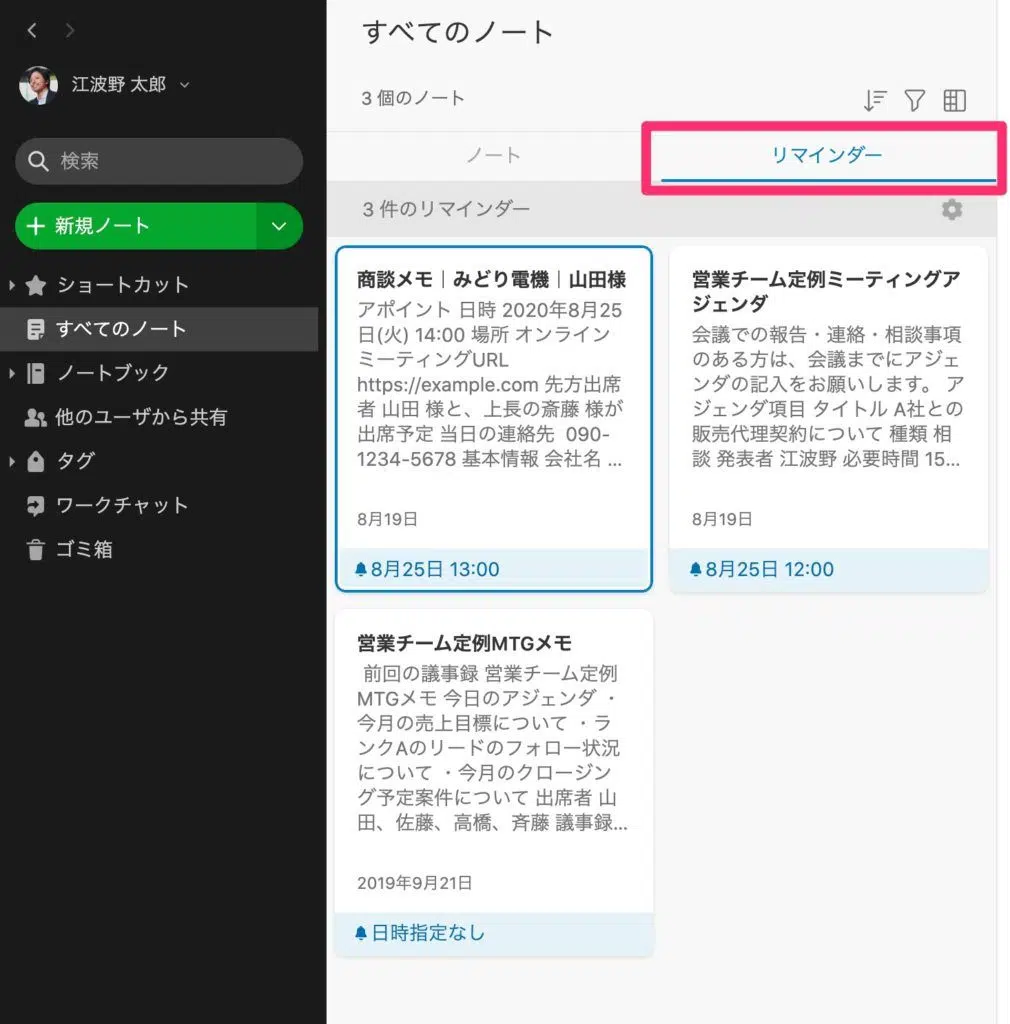 江波野 太郎
検索
新規ノート
ショートカット
すべてのノート
ノートブック
他のユーザから共有
タグ
ワークチャット
ゴミ箱
すべてのノート
3 個のノート
ノート
リマインダー
3 件のリマインダー
商談メモ｜みどり電機｜山田様
アポイント 日時 2020年8月25
日(火) 14:00 場所 オンライン
ミーティングURL
https://example.com 先方出席
者 山田 様と、上長の斎藤 様が
出席予定 当日の連絡先 090-
1234-5678 基本情報 会社名 ...
8月19日
8月25日 13:00
営業チーム定例ミーティングア
ジェンダ
会議での報告・連絡・相談事項
のある方は、会議までにアジェ
ンダの記入をお願いします。 ア
ジェンダ項目 タイトル A社との
販売代理契約について 種類 相
談 発表者 江波野 必要時間 15...
8月19日
8月25日 12:00
営業チーム定例MTGメモ
前回の議事録 営業チーム定例
MTGメモ 今日のアジェンダ ・
今月の売上目標について ・ラ
ンクAのリードのフォロー状況
について ・今月のクロージン
グ予定案件について 出席者 山
田、佐藤、高橋、斉藤 議事録...
2019年9月21日
日時指定なし